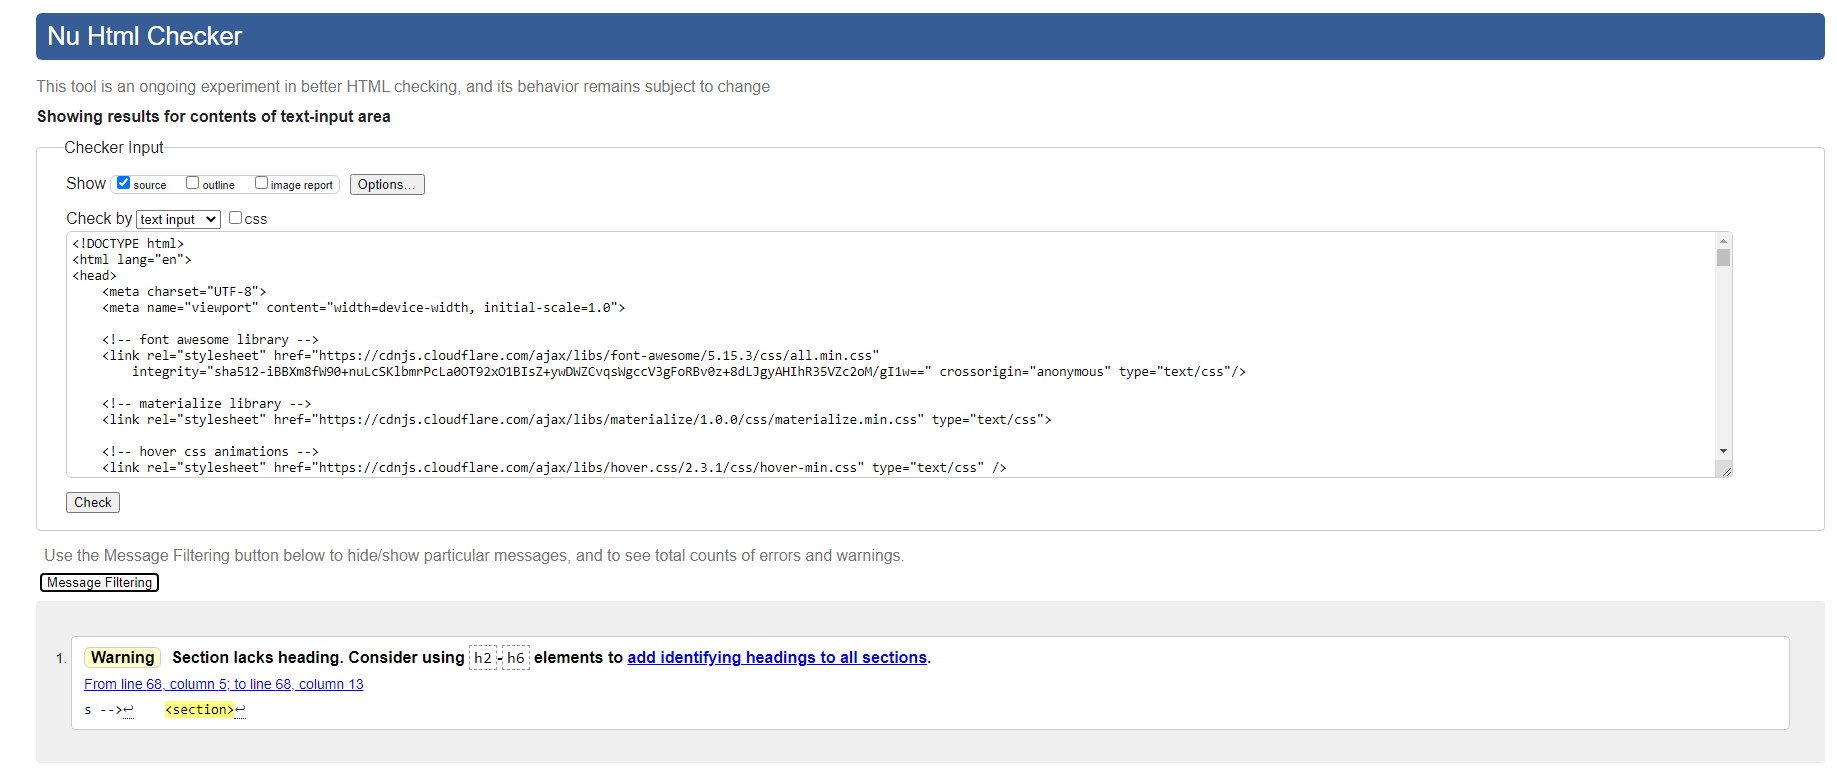 Nu Html Checker
This tool is an ongoing experiment in better HTML checking, and its behavior remains subject to change
Showing results for contents of text-input area
Checker Input
Show source outline image report Options...
Check by text input css
<!DOCTYPE html>
<html lang="en">
<head>
<meta charset="UTF-8">
<meta name="viewport" content="width=device-width, initial-scale=1.0">
<!-- font awesome library -->
<link rel="stylesheet" href="https://cdnjs.cloudflare.com/ajax/libs/font-awesome/5.15.3/css/all.min.css"
integrity="sha512-iBBXm8fW90+nuLcSKlbmrPcLa0OT92xO1BIsZ+ywDWZCvqsWgccV3gFoRBv0z+8dLJgyAHIhR35VZc2oM/gI1w==" crossorigin="anonymous" type="text/css"/>
<!-- materialize library -->
<link rel="stylesheet" href="https://cdnjs.cloudflare.com/ajax/libs/materialize/1.0.0/css/materialize.min.css" type="text/css">
<!-- hover css animations -->
<link rel="stylesheet" href="https://cdnjs.cloudflare.com/ajax/libs/hover.css/2.3.1/css/hover-min.css" type="text/css" />
Check
Use the Message Filtering button below to hide/show particular messages, and to see total counts of errors and warnings.
Message Filtering
1. Warning Section lacks heading. Consider using h2-h6 elements to add identifying headings to all sections.
From line 68, column 5; to line 68, column 13
s -->↩ <section>↩